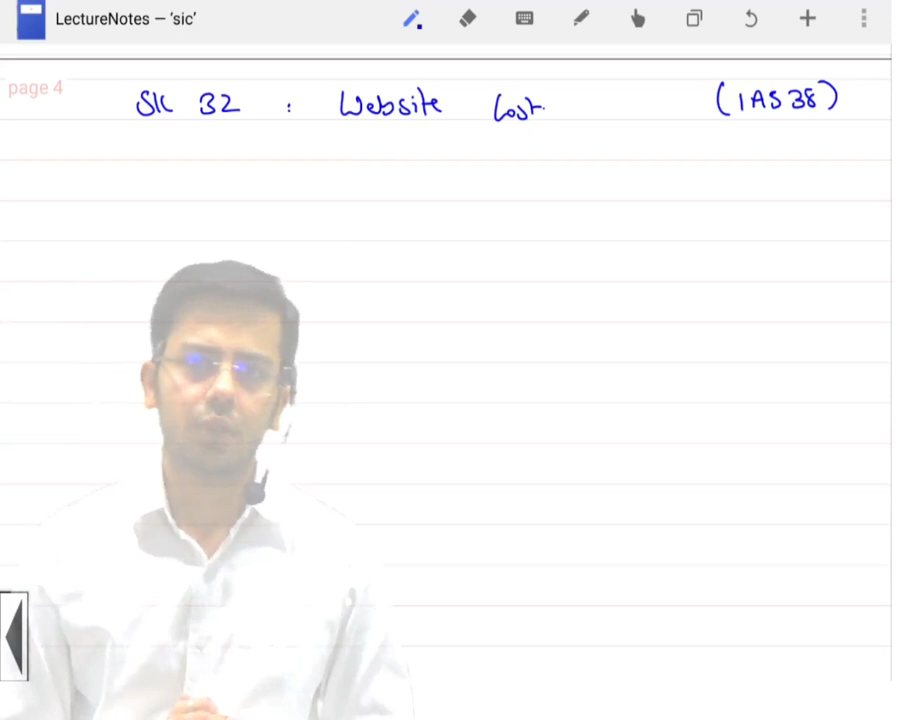 LectureNotes – 'sic'
page 4
SIC 32 : Website Cost. (IAS 38)